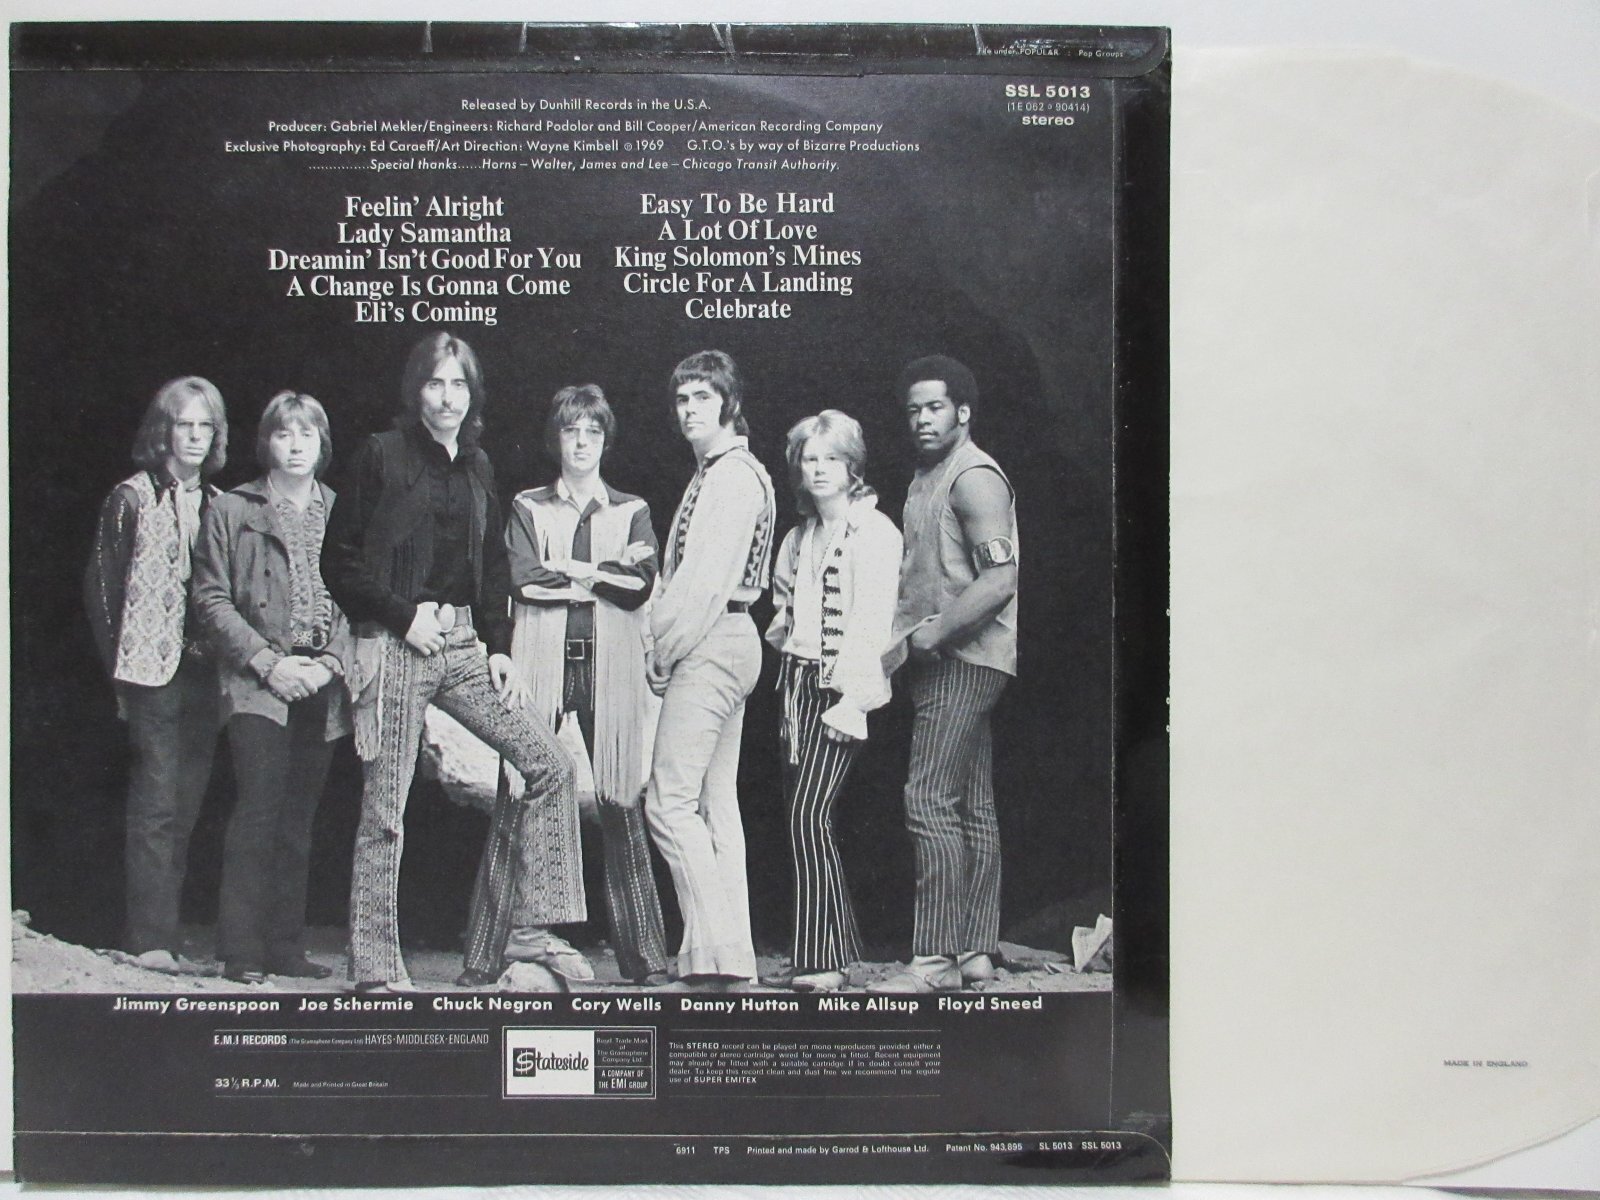 File under POPULAR : Pop Groups
SSL 5013
(1E 062 o 90414)
stereo
Released by Dunhill Records in the U.S.A.
Producer: Gabriel Mekler/Engineers: Richard Podolor and Bill Cooper/American Recording Company
Exclusive Photography: Ed Caraeff/Art Direction: Wayne Kimbell ©1969 G.T.O.'s by way of Bizarre Productions
...............Special thanks......Horns – Walter, James and Lee – Chicago Transit Authority.
Feelin' Alright
Lady Samantha
Dreamin' Isn't Good For You
A Change Is Gonna Come
Eli's Coming
Easy To Be Hard
A Lot Of Love
King Solomon's Mines
Circle For A Landing
Celebrate
Jimmy Greenspoon Joe Schermie Chuck Negron Cory Wells Danny Hutton Mike Allsup Floyd Sneed
E.M.I RECORDS (The Gramophone Company Ltd) HAYES·MIDDLESEX·ENGLAND
33⅓ R.P.M. Made and Printed in Great Britain
Stateside
Regd. Trade Mark
of
The Gramophone
Company Ltd.
A COMPANY OF
THE EMI GROUP
This STEREO record can be played on mono reproducers provided either a
compatible or stereo cartridge wired for mono is fitted. Recent equipment
may already be fitted with a suitable cartridge. If in doubt consult your
dealer. To keep this record clean and dust free we recommend the regular
use of SUPER EMITEX
6911 TPS Printed and made by Garrod & Lofthouse Ltd. Patent No. 943,895 SL 5013 SSL 5013
MADE IN ENGLAND